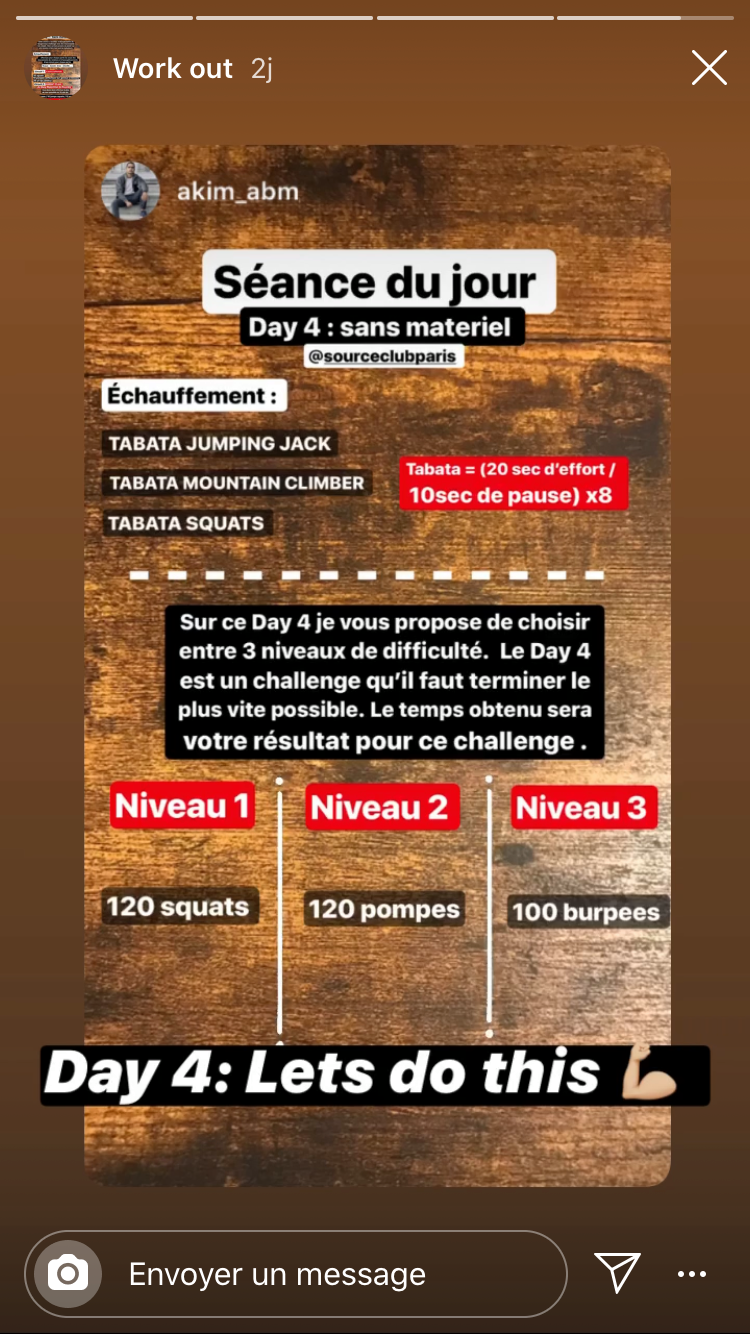 Work out 2j
akim_abm
Séance du jour
Day 4 : sans materiel
@sourceclubparis
Échauffement :
TABATA JUMPING JACK
TABATA MOUNTAIN CLIMBER
TABATA SQUATS
Tabata = (20 sec d'effort /
10sec de pause) x8
Sur ce Day 4 je vous propose de choisir
entre 3 niveaux de difficulté. Le Day 4
est un challenge qu'il faut terminer le
plus vite possible. Le temps obtenu sera
votre résultat pour ce challenge .
Niveau 1
Niveau 2
Niveau 3
120 squats
120 pompes
100 burpees
Day 4: Lets do this 💪🏼
Envoyer un message